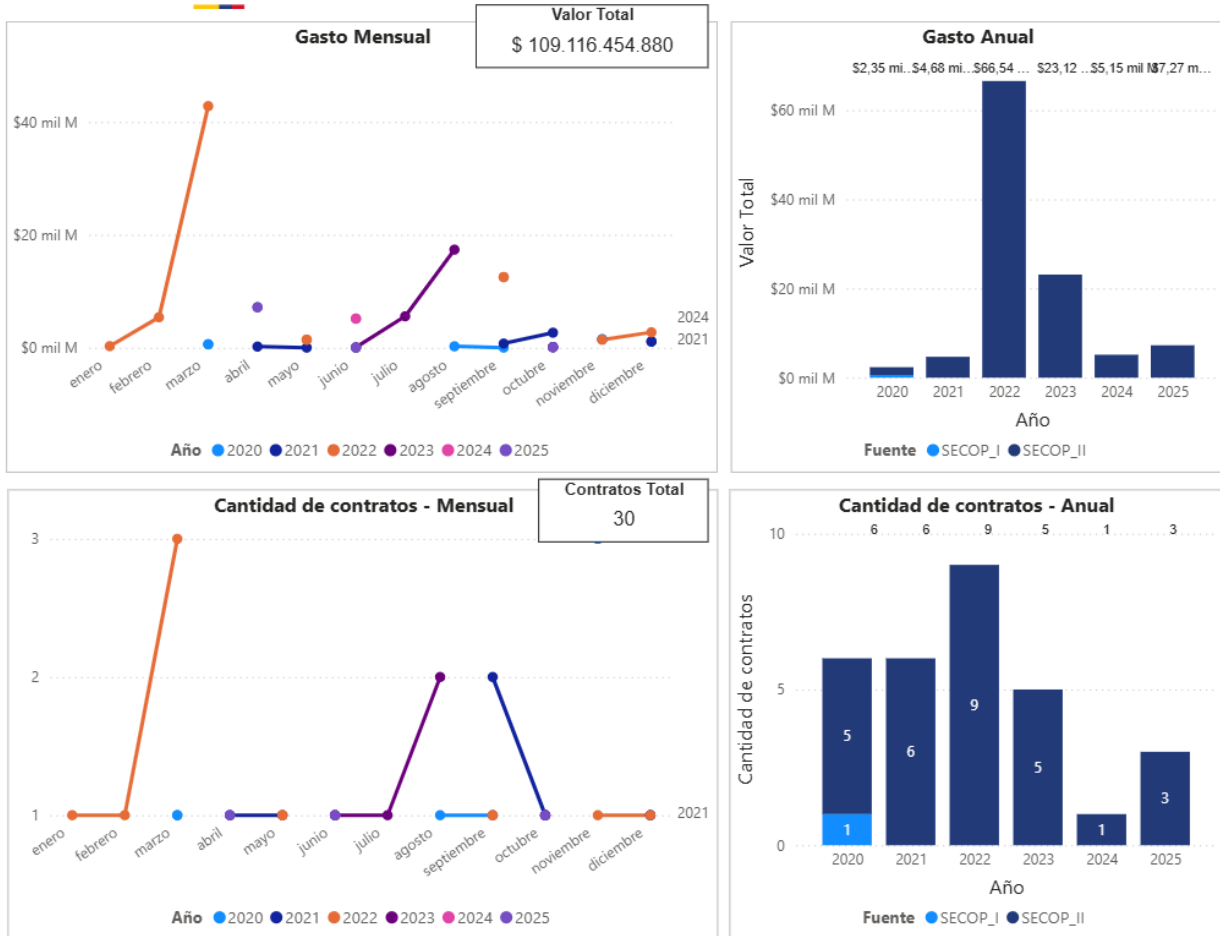 Gasto Mensual
Valor Total
$ 109.116.454.880
$40 mil M
$20 mil M
$0 mil M
2024
2021
enero
febrero
marzo
abril
mayo
junio
julio
agosto
septiembre
octubre
noviembre
diciembre
Año 2020 2021 2022 2023 2024 2025
Gasto Anual
$2,35 mi... $4,68 mi... $66,54 ... $23,12 ... $5,15 mil M $7,27 m...
Valor Total
$60 mil M
$40 mil M
$20 mil M
$0 mil M
2020 2021 2022 2023 2024 2025
Año
Fuente SECOP_I SECOP_II
Cantidad de contratos - Mensual
Contratos Total
30
3
2
1
2021
enero
febrero
marzo
abril
mayo
junio
julio
agosto
septiembre
octubre
noviembre
diciembre
Año 2020 2021 2022 2023 2024 2025
Cantidad de contratos - Anual
6 6 9 5 1 3
Cantidad de contratos
10
5
0
5 6 9 5 1 3
1
2020 2021 2022 2023 2024 2025
Año
Fuente SECOP_I SECOP_II